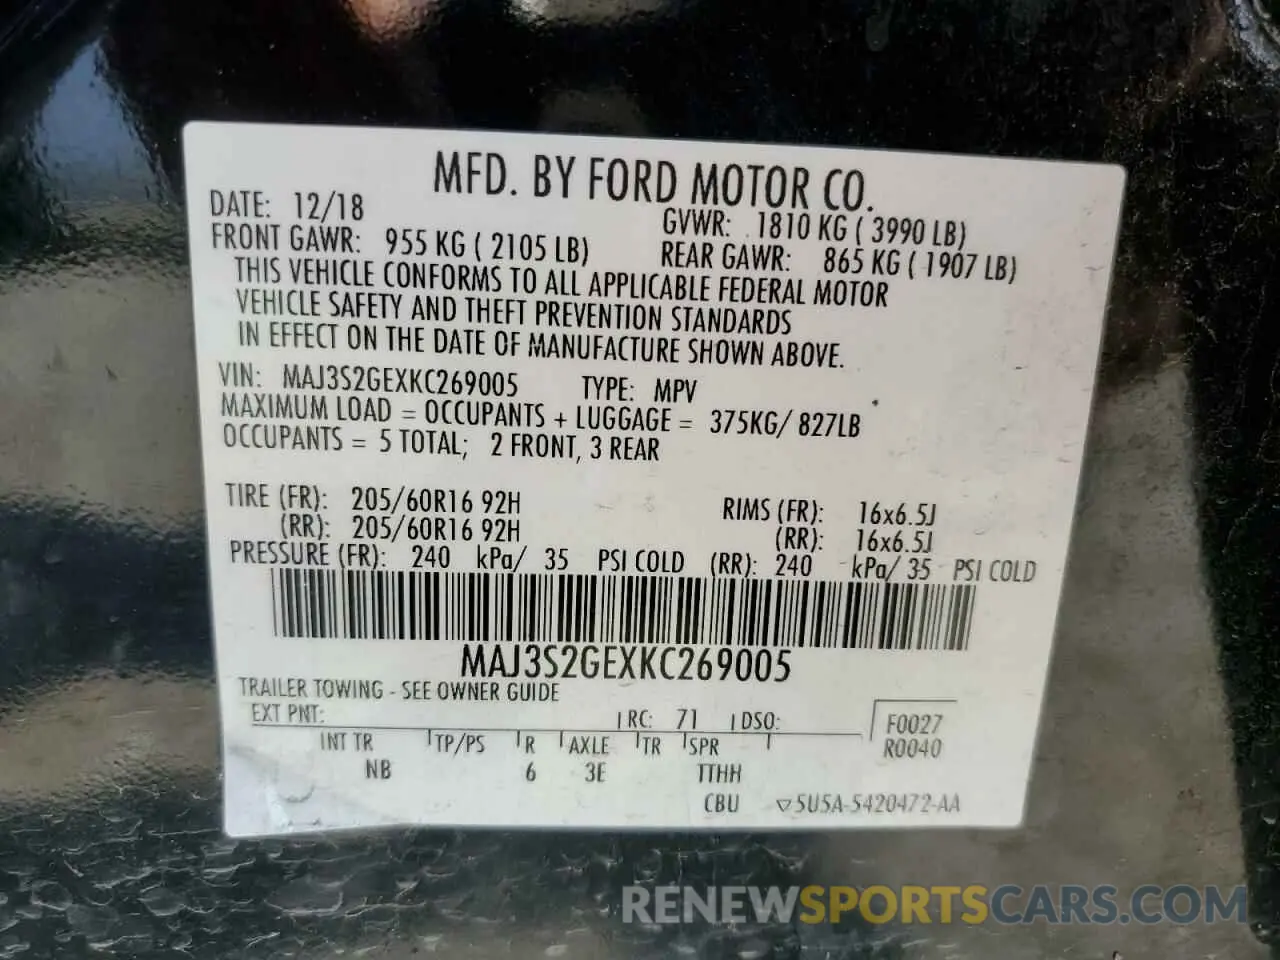 MFD. BY FORD MOTOR CO.
DATE: 12/18 GVWR: 1810 KG ( 3990 LB)
FRONT GAWR: 955 KG ( 2105 LB) REAR GAWR: 865 KG ( 1907 LB)
THIS VEHICLE CONFORMS TO ALL APPLICABLE FEDERAL MOTOR
VEHICLE SAFETY AND THEFT PREVENTION STANDARDS
IN EFFECT ON THE DATE OF MANUFACTURE SHOWN ABOVE.
VIN: MAJ3S2GEXKC269005 TYPE: MPV
MAXIMUM LOAD = OCCUPANTS + LUGGAGE = 375KG/ 827LB
OCCUPANTS = 5 TOTAL; 2 FRONT, 3 REAR
TIRE (FR): 205/60R16 92H RIMS (FR): 16x6.5J
(RR): 205/60R16 92H (RR): 16x6.5J
PRESSURE (FR): 240 kPa/ 35 PSI COLD (RR): 240 kPa/ 35 PSI COLD
MAJ3S2GEXKC269005
TRAILER TOWING - SEE OWNER GUIDE
EXT PNT: RC: 71 DSO: F0027
INT TR TP/PS R AXLE TR SPR R0040
NB 6 3E TTHH
CBU ▽5U5A-5420472-AA
RENEWSPORTSCARS.COM